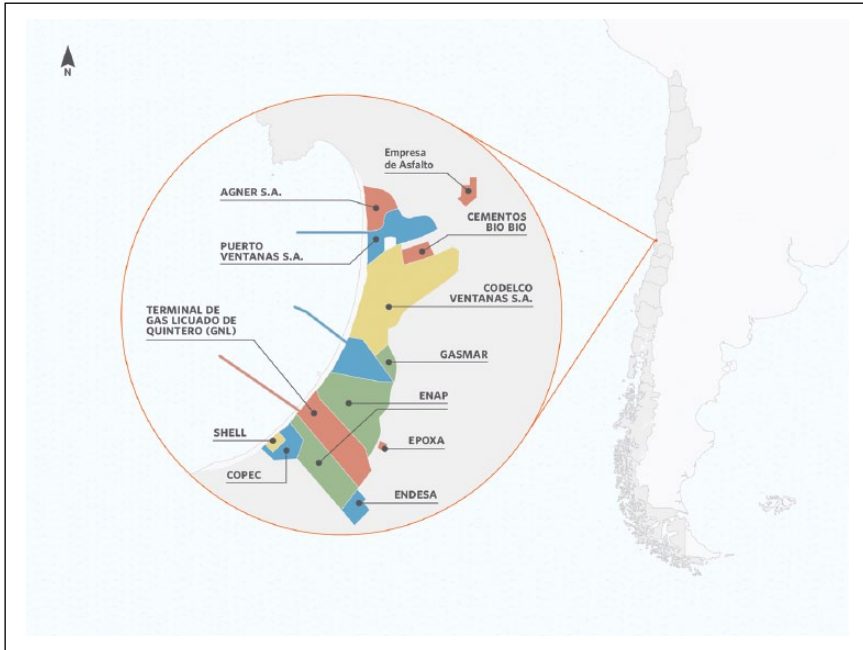 N
Empresa
de Asfalto
AGNER S.A.
CEMENTOS
BIO BIO
PUERTO
VENTANAS S.A.
CODELCO
VENTANAS S.A.
TERMINAL DE
GAS LICUADO DE
QUINTERO (GNL)
GASMAR
ENAP
SHELL
EPOXA
COPEC
ENDESA